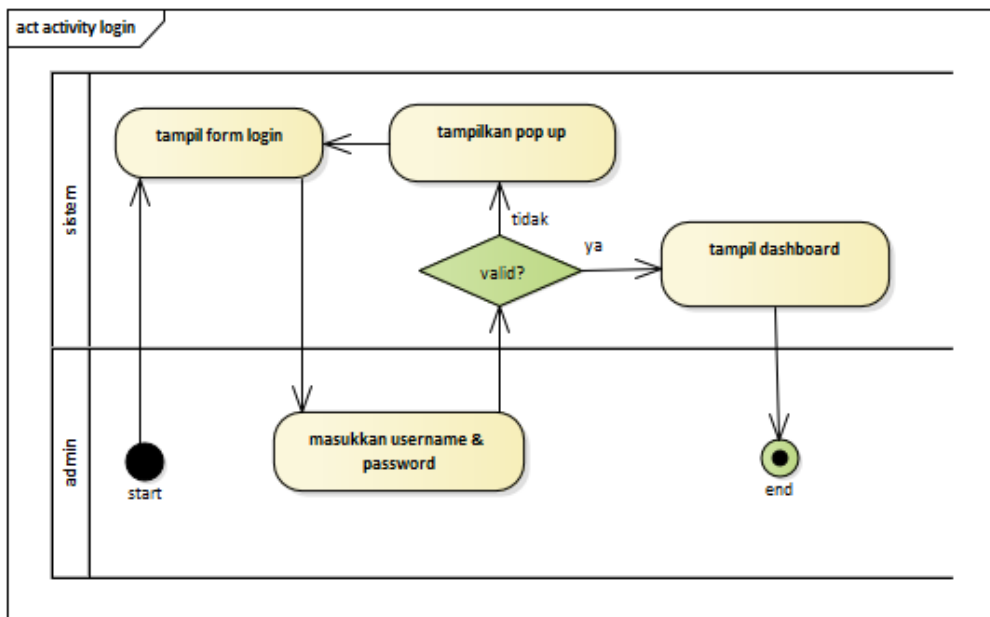 act activity login
sistem
tampil form login
tampilkan pop up
tidak
ya
valid?
tampil dashboard
admin
start
masukkan username &
password
end